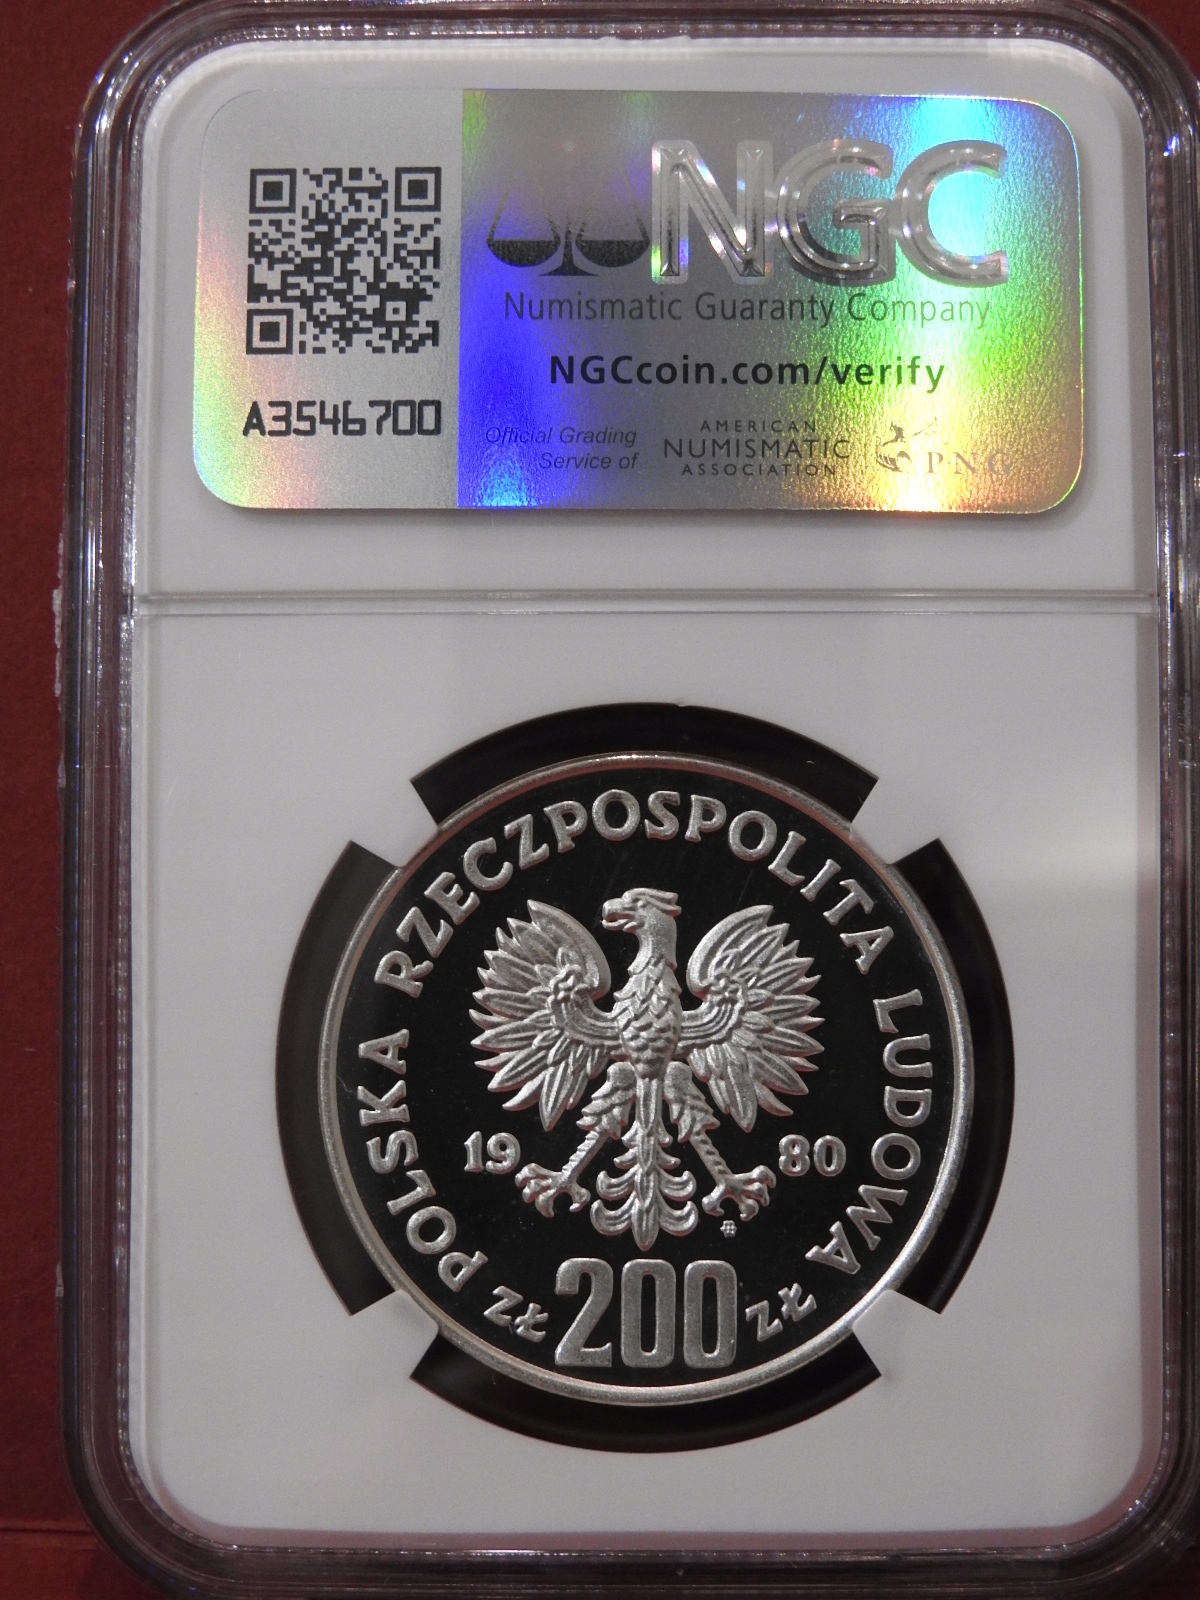 NGC
Numismatic Guaranty Company
NGCcoin.com/verify
A3546700
Official Grading
Service of
AMERICAN
NUMISMATIC
ASSOCIATION
PNG
POLSKA RZECZPOSPOLITA LUDOWA
19 80
ZŁ 200 ZŁ